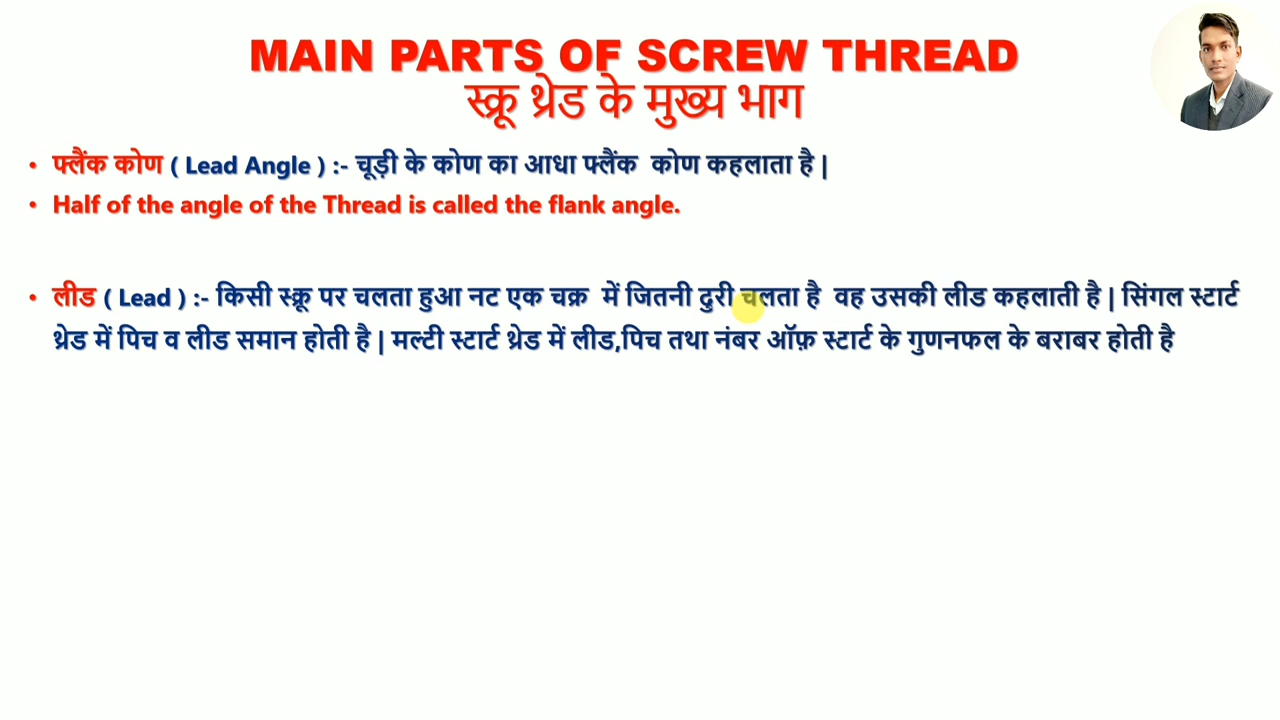 MAIN PARTS OF SCREW THREAD
स्क्रू थ्रेड के मुख्य भाग
• फ्लैंक कोण ( Lead Angle ) :- चूड़ी के कोण का आधा फ्लैंक कोण कहलाता है |
• Half of the angle of the Thread is called the flank angle.
• लीड ( Lead ) :- किसी स्क्रू पर चलता हुआ नट एक चक्र में जितनी दुरी चलता है वह उसकी लीड कहलाती है | सिंगल स्टार्ट
थ्रेड में पिच व लीड समान होती है | मल्टी स्टार्ट थ्रेड में लीड,पिच तथा नंबर ऑफ़ स्टार्ट के गुणनफल के बराबर होती है